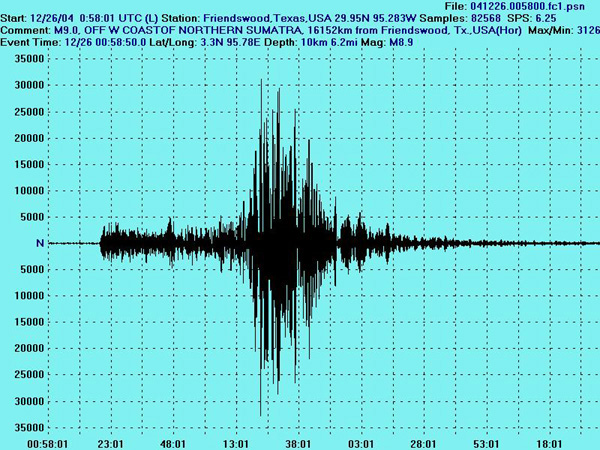 File: 041226.005800.fc1.psn
Start: 12/26/04 0:58:01 UTC (L) Station: Friendswood,Texas,USA 29.95N 95.283W Samples: 82568 SPS: 6.25
Comment: M9.0, OFF W COASTOF NORTHERN SUMATRA, 16152km from Friendswood, Tx.,USA(Hor) Max/Min: 3126
Event Time: 12/26 00:58:50.0 Lat/Long: 3.3N 95.78E Depth: 10km 6.2mi Mag: M8.9
35000
30000
25000
20000
15000
10000
5000
N
5000
10000
15000
20000
25000
30000
35000
00:58:01 23:01 48:01 13:01 38:01 03:01 28:01 53:01 18:01